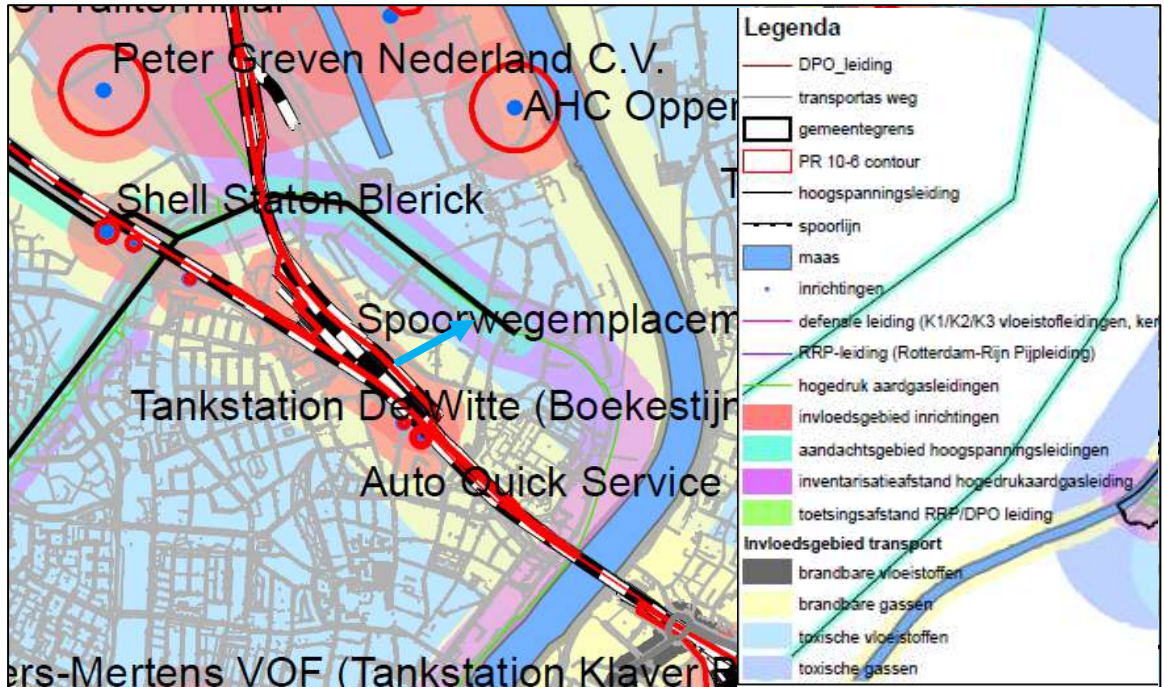 Peter Greven Nederland C.V.
AHC Opper
Shell Staton Blerick
Spoorwegemplacem
Tankstation De Witte (Boekestijn
Auto Quick Service
ers-Mertens VOF (Tankstation Klaver
Legenda
DPO_leiding
transportas weg
gemeentegrens
PR 10-6 contour
hoogspanningsleiding
spoorlijn
maas
inrichtingen
defensie leiding (K1/K2/K3 vloeistofleidingen, ker
RRP-leiding (Rotterdam-Rijn Pijpleiding)
hogedruk aardgasleidingen
invloedsgebied inrichtingen
aandachtsgebied hoogspanningsleidingen
inventarisatieafstand hogedrukaardgasleiding
toetsingsafstand RRP/DPO leiding
Invloedsgebied transport
brandbare vloeistoffen
brandbare gassen
toxische vloeistoffen
toxische gassen